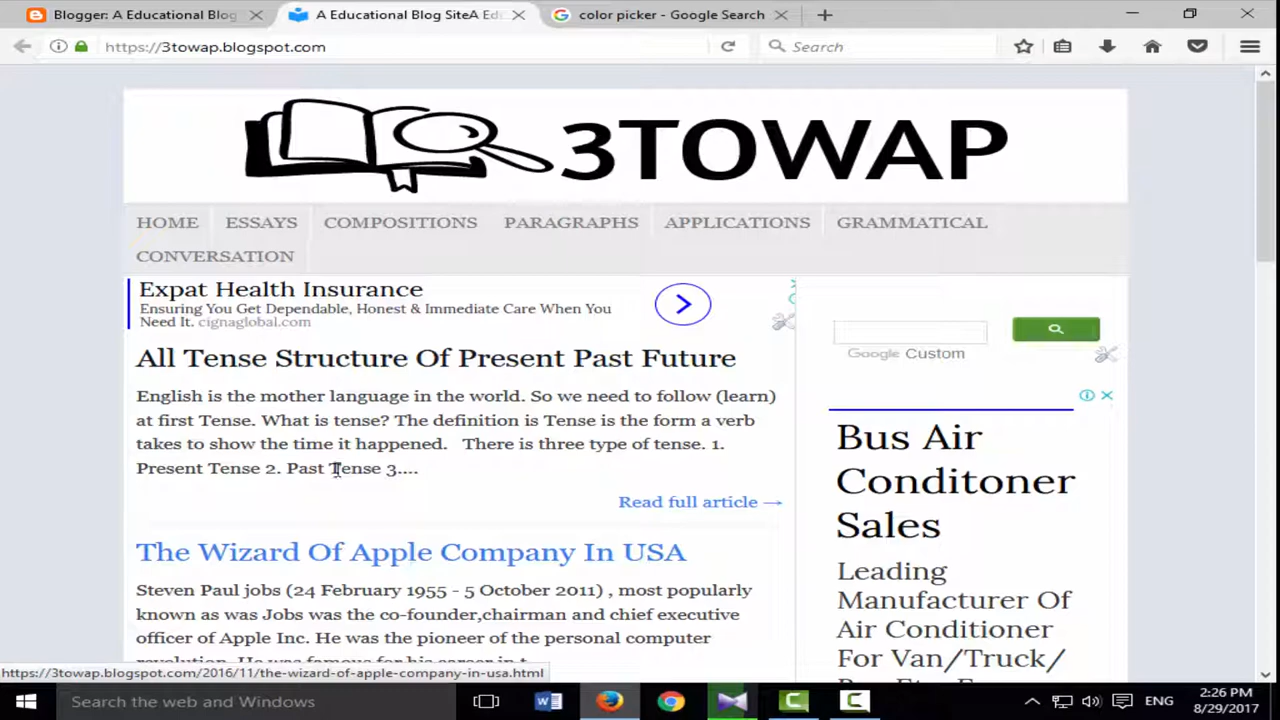 Blogger: A Educational Blog
A Educational Blog SiteA Ed
color picker - Google Search
https://3towap.blogspot.com
Search
3TOWAP
HOME ESSAYS COMPOSITIONS PARAGRAPHS APPLICATIONS GRAMMATICAL
CONVERSATION
Expat Health Insurance
Ensuring You Get Dependable, Honest & Immediate Care When You
Need It. cignaglobal.com
All Tense Structure Of Present Past Future
English is the mother language in the world. So we need to follow (learn)
at first Tense. What is tense? The definition is Tense is the form a verb
takes to show the time it happened. There is three type of tense. 1.
Present Tense 2. Past Tense 3....
Read full article →
The Wizard Of Apple Company In USA
Steven Paul jobs (24 February 1955 - 5 October 2011) , most popularly
known as was Jobs was the co-founder,chairman and chief executive
officer of Apple Inc. He was the pioneer of the personal computer
revolution. He was famous for his career in t
Google Custom
Bus Air
Conditoner
Sales
Leading
Manufacturer Of
Air Conditioner
For Van/Truck/
https://3towap.blogspot.com/2016/11/the-wizard-of-apple-company-in-usa.html
Search the web and Windows
ENG
2:26 PM
8/29/2017